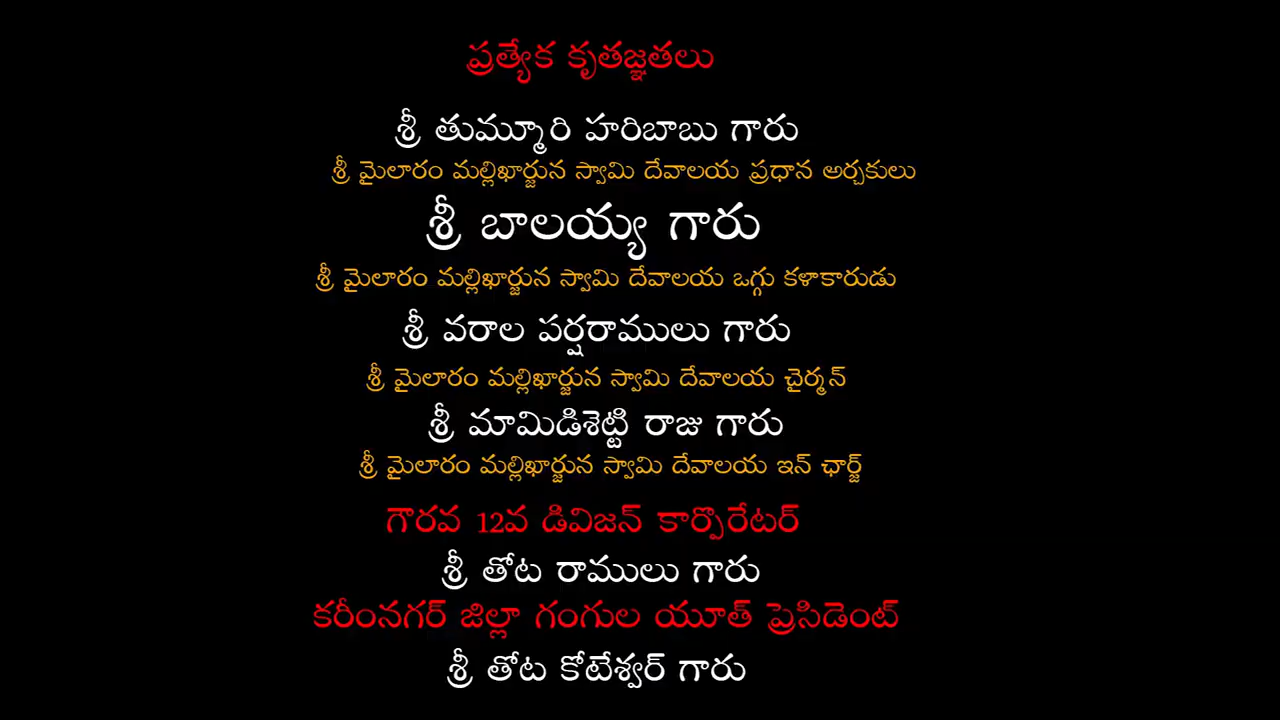 ప్రత్యేక కృతజ్ఞతలు
శ్రీ తుమ్మూరి హరిబాబు గారు
శ్రీ మైలారం మల్లిఖార్జున స్వామి దేవాలయ ప్రధాన అర్చకులు
శ్రీ బాలయ్య గారు
శ్రీ మైలారం మల్లిఖార్జున స్వామి దేవాలయ ఒగ్గు కళాకారుడు
శ్రీ వరాల పర్షరాములు గారు
శ్రీ మైలారం మల్లిఖార్జున స్వామి దేవాలయ చైర్మన్
శ్రీ మామిడిశెట్టి రాజు గారు
శ్రీ మైలారం మల్లిఖార్జున స్వామి దేవాలయ ఇన్ ఛార్జ్
గౌరవ 12వ డివిజన్ కార్పొరేటర్
శ్రీ తోట రాములు గారు
కరీంనగర్ జిల్లా గంగుల యూత్ ప్రెసిడెంట్
శ్రీ తోట కోటేశ్వర్ గారు